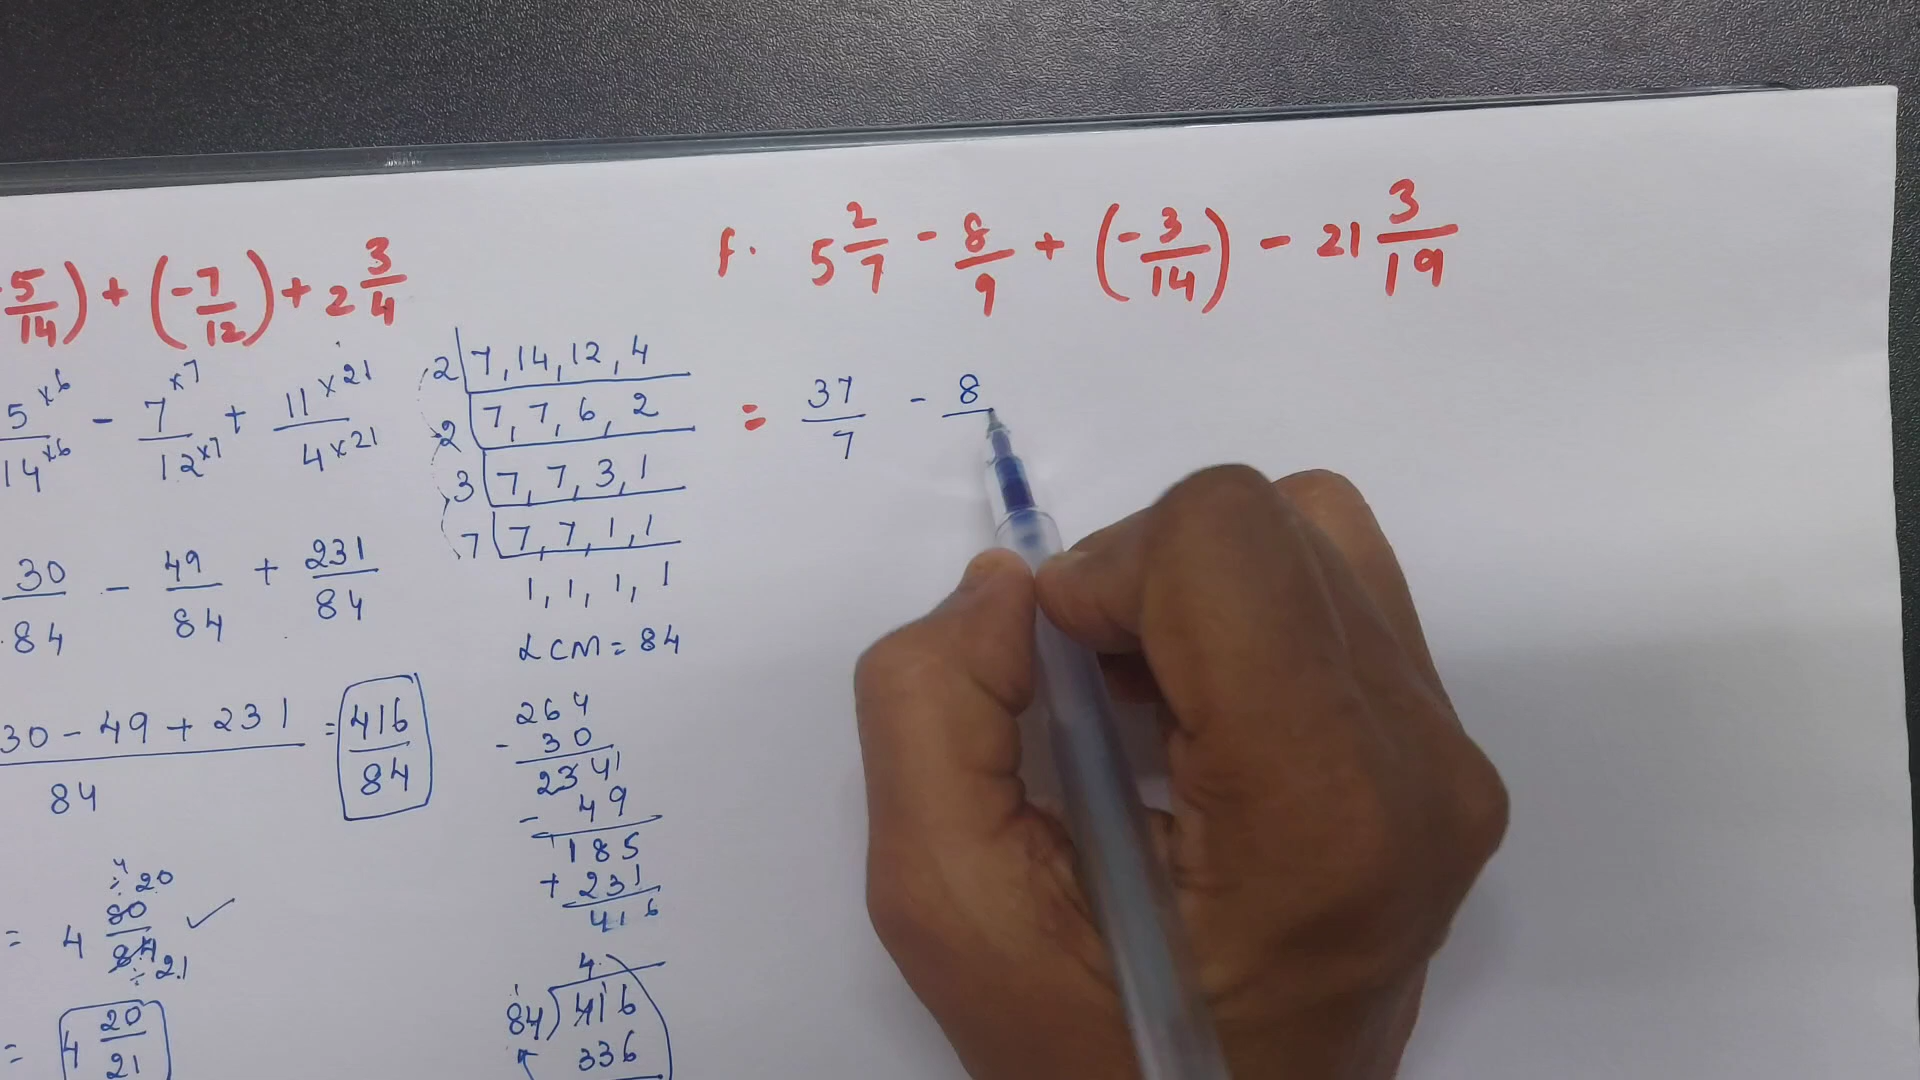 5/14) + (-7/12) + 2 3/4
5×6/14×6 - 7×7/12×7 + 11×21/4×21
30/84 - 49/84 + 231/84
30 - 49 + 231/84 = 416/84
= 4 80÷4=20/84÷21
= 4 20/21
2 | 7, 14, 12, 4
2 | 7, 7, 6, 2
3 | 7, 7, 3, 1
7 | 7, 7, 1, 1
1, 1, 1, 1
LCM = 84
264
- 30
2341
- 49
185
+ 231
416
4
84) 416
336
f. 5 2/7 - 8/9 + (-3/14) - 21 3/19
= 37/7 - 8